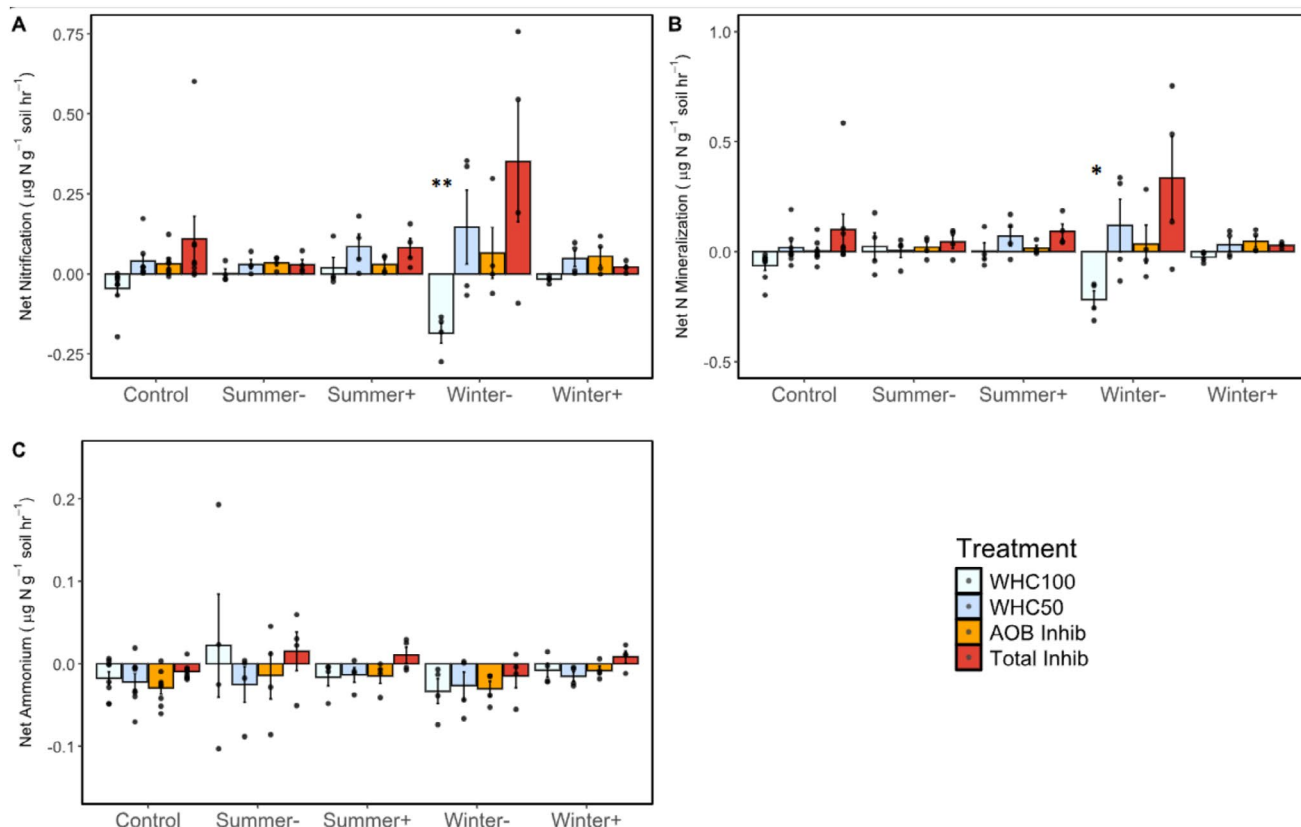 A
Net Nitrification ( μg N g⁻¹ soil hr⁻¹)
0.75
0.50
0.25
0.00
-0.25
**
Control Summer- Summer+ Winter- Winter+
B
Net N Mineralization ( μg N g⁻¹ soil hr⁻¹)
1.0
0.5
0.0
-0.5
*
Control Summer- Summer+ Winter- Winter+
C
Net Ammonium ( μg N g⁻¹ soil hr⁻¹)
0.2
0.1
0.0
-0.1
Control Summer- Summer+ Winter- Winter+
Treatment
WHC100
WHC50
AOB Inhib
Total Inhib